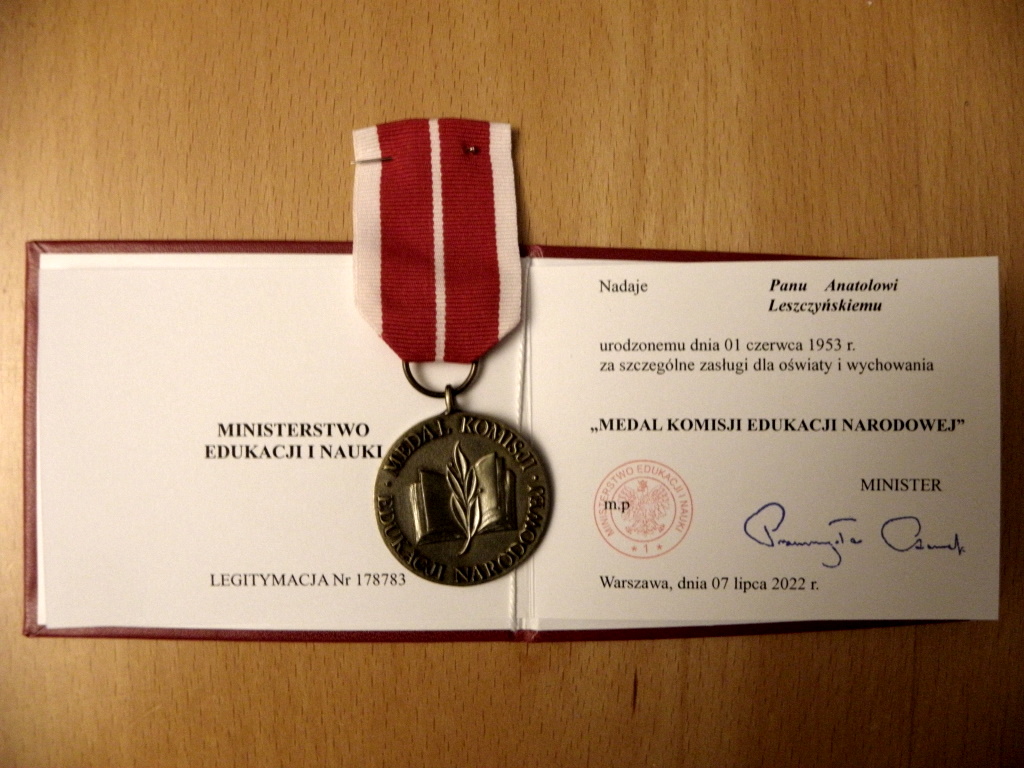 MINISTERSTWO
EDUKACJI I NAUKI
LEGITYMACJA Nr 178783
MEDAL KOMISJI
EDUKACJI NARODOWEJ
Nadaje Panu Anatolowi
Leszczyńskiemu
urodzonemu dnia 01 czerwca 1953 r.
za szczególne zasługi dla oświaty i wychowania
„MEDAL KOMISJI EDUKACJI NARODOWEJ”
MINISTER
MINISTERSTWO EDUKACJI I NAUKI
* 1 *
m.p
Warszawa, dnia 07 lipca 2022 r.